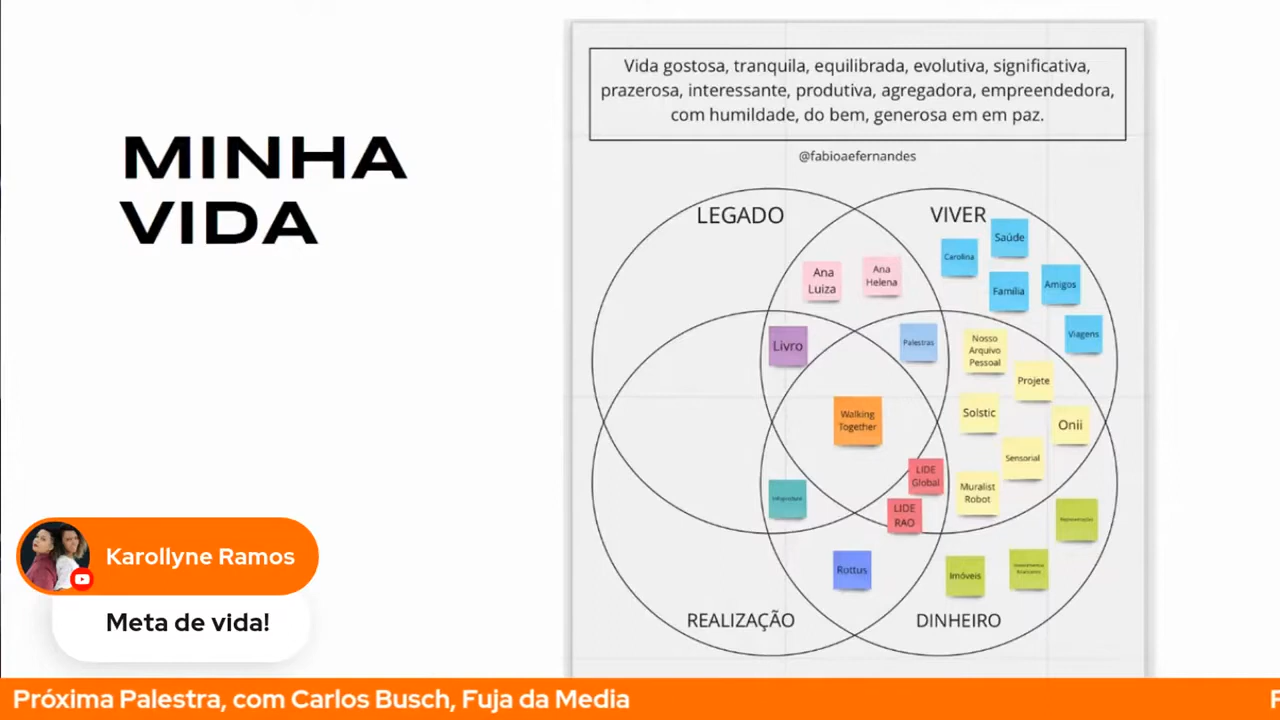 MINHA
VIDA
Vida gostosa, tranquila, equilibrada, evolutiva, significativa,
prazerosa, interessante, produtiva, agregadora, empreendedora,
com humildade, do bem, generosa em em paz.
@fabioaefernandes
LEGADO
VIVER
Saúde
Carolina
Ana
Luiza
Ana
Helena
Família
Amigos
Viagens
Livro
Palestras
Nosso
Arquivo
Pessoal
Projete
Walking
Together
Solstic
Onii
Sensorial
LIDE
Global
Muralist
Robot
LIDE
RAO
Rottus
Imóveis
REALIZAÇÃO
DINHEIRO
Karollyne Ramos
Meta de vida!
Próxima Palestra, com Carlos Busch, Fuja da Media